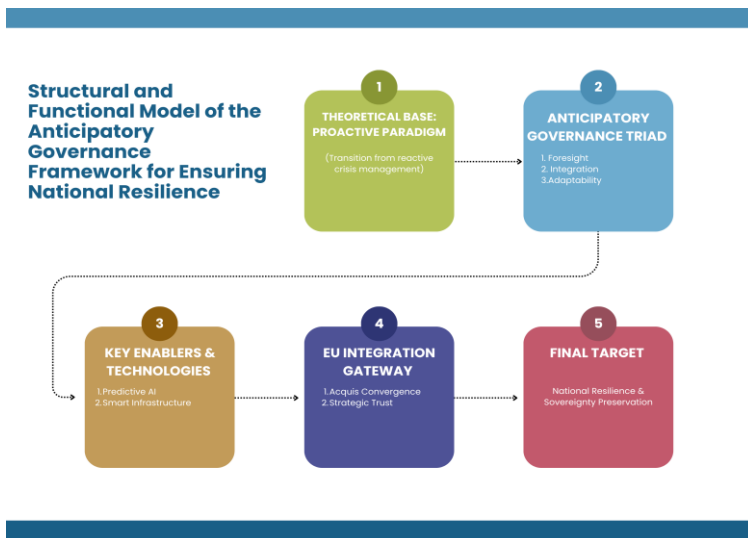 Structural and
Functional Model of the
Anticipatory
Governance
Framework for Ensuring
National Resilience
1
THEORETICAL BASE:
PROACTIVE PARADIGM
(Transition from reactive
crisis management)
2
ANTICIPATORY
GOVERNANCE TRIAD
1. Foresight
2. Integration
3.Adaptability
3
KEY ENABLERS &
TECHNOLOGIES
1.Predictive AI
2.Smart Infrastructure
4
EU INTEGRATION
GATEWAY
1.Acquis Convergence
2.Strategic Trust
5
FINAL TARGET
National Resilience &
Sovereignty Preservation